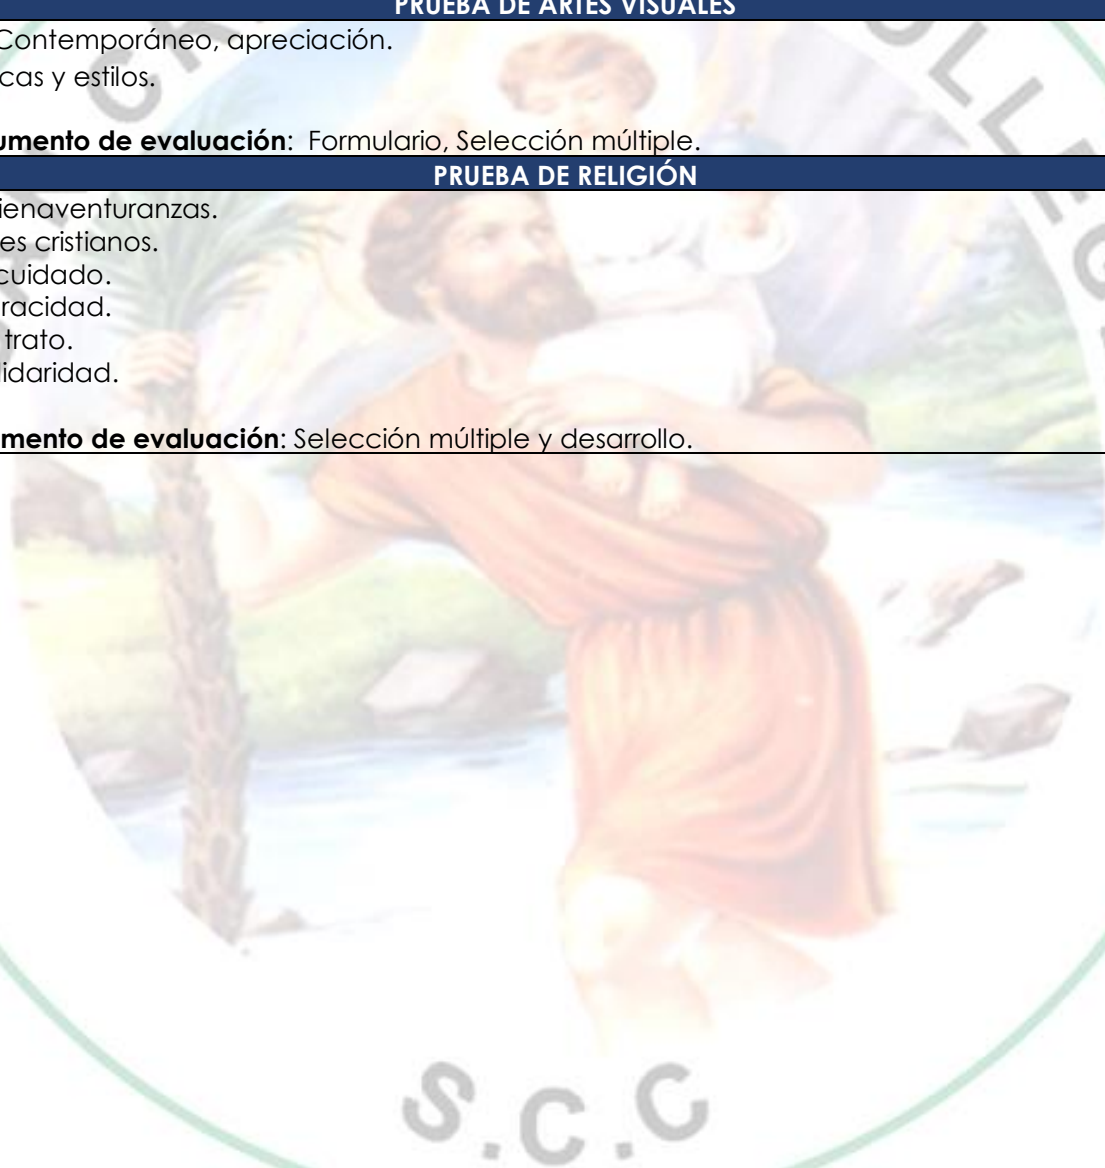 PRUEBA DE ARTES VISUALES
Contemporáneo, apreciación.
cas y estilos.
umento de evaluación: Formulario, Selección múltiple.
PRUEBA DE RELIGIÓN
ienaventuranzas.
es cristianos.
cuidado.
racidad.
trato.
lidaridad.
mento de evaluación: Selección múltiple y desarrollo.
S.C.C